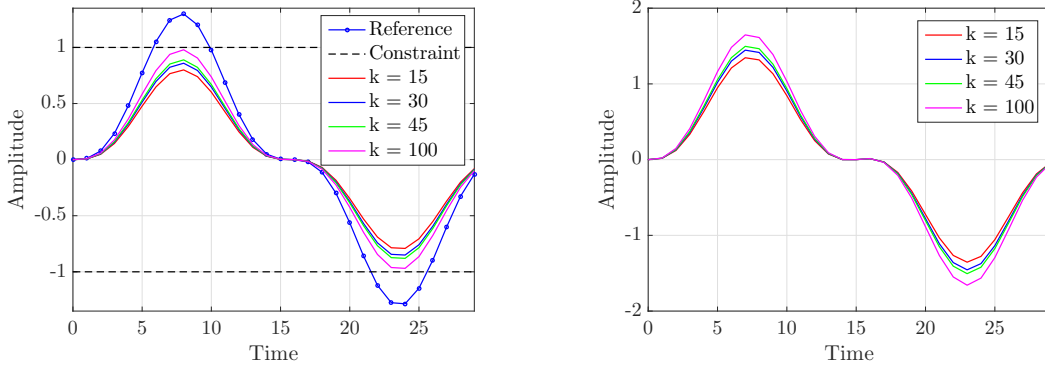 1
0.5
0
-0.5
-1
Amplitude
0 5 10 15 20 25
Time
Reference
Constraint
k = 15
k = 30
k = 45
k = 100
2
1
0
-1
-2
Amplitude
0 5 10 15 20 25
Time
k = 15
k = 30
k = 45
k = 100